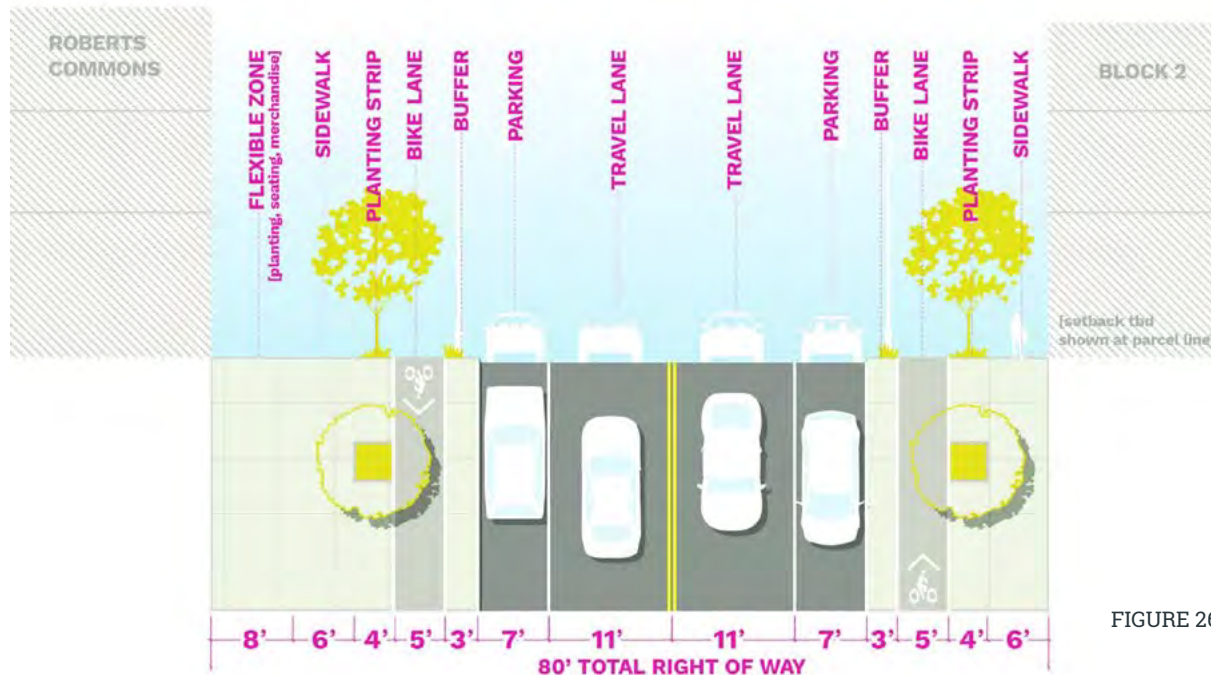 ROBERTS
COMMONS
FLEXIBLE ZONE
[planting, seating, merchandise]
SIDEWALK
PLANTING STRIP
BIKE LANE
BUFFER
PARKING
TRAVEL LANE
TRAVEL LANE
PARKING
BUFFER
BIKE LANE
PLANTING STRIP
SIDEWALK
BLOCK 2
[setback tbd
shown at parcel line]
8' 6' 4' 5' 3' 7' 11' 11' 7' 3' 5' 4' 6'
80' TOTAL RIGHT OF WAY
FIGURE 26